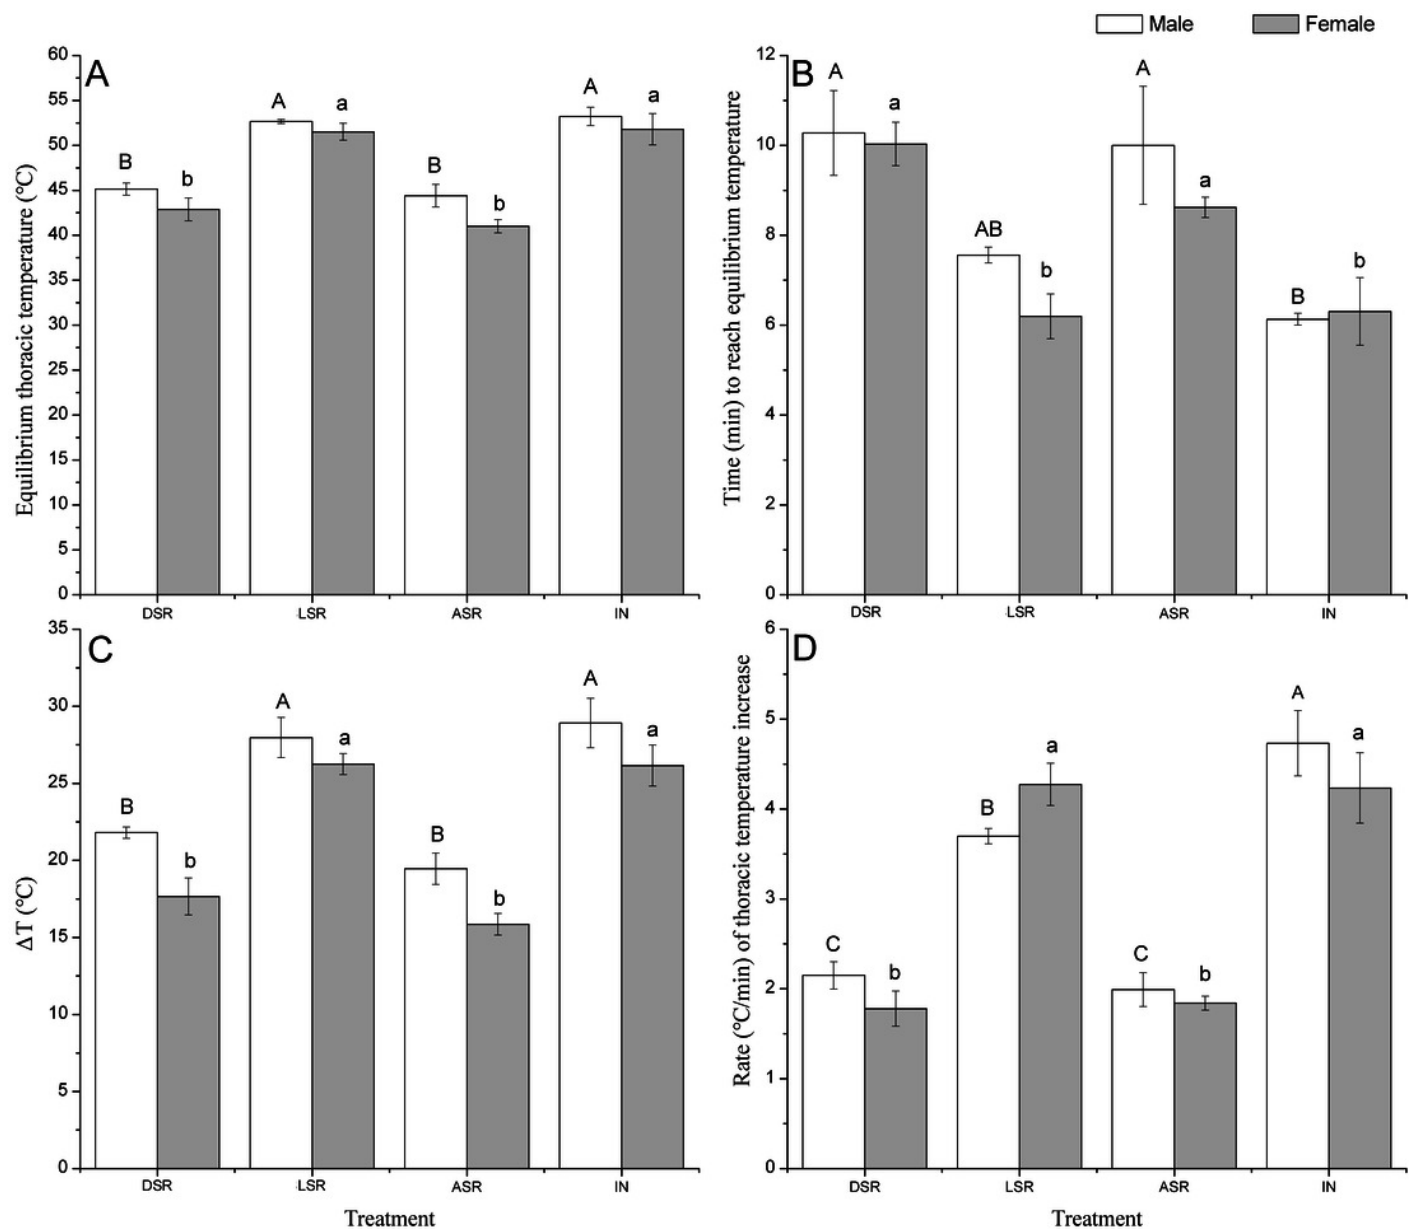 Male Female
A
Equilibrium thoracic temperature (°C)
60
55
50
45
40
35
30
25
20
15
10
5
0
B b A a B b A a
DSR LSR ASR IN
B
Time (min) to reach equilibrium temperature
12
10
8
6
4
2
0
A a AB b A a B b
DSR LSR ASR IN
C
ΔT (°C)
35
30
25
20
15
10
5
0
B b A a B b A a
DSR LSR ASR IN
Treatment
D
Rate (°C/min) of thoracic temperature increase
6
5
4
3
2
1
0
C b B a C b A a
DSR LSR ASR IN
Treatment